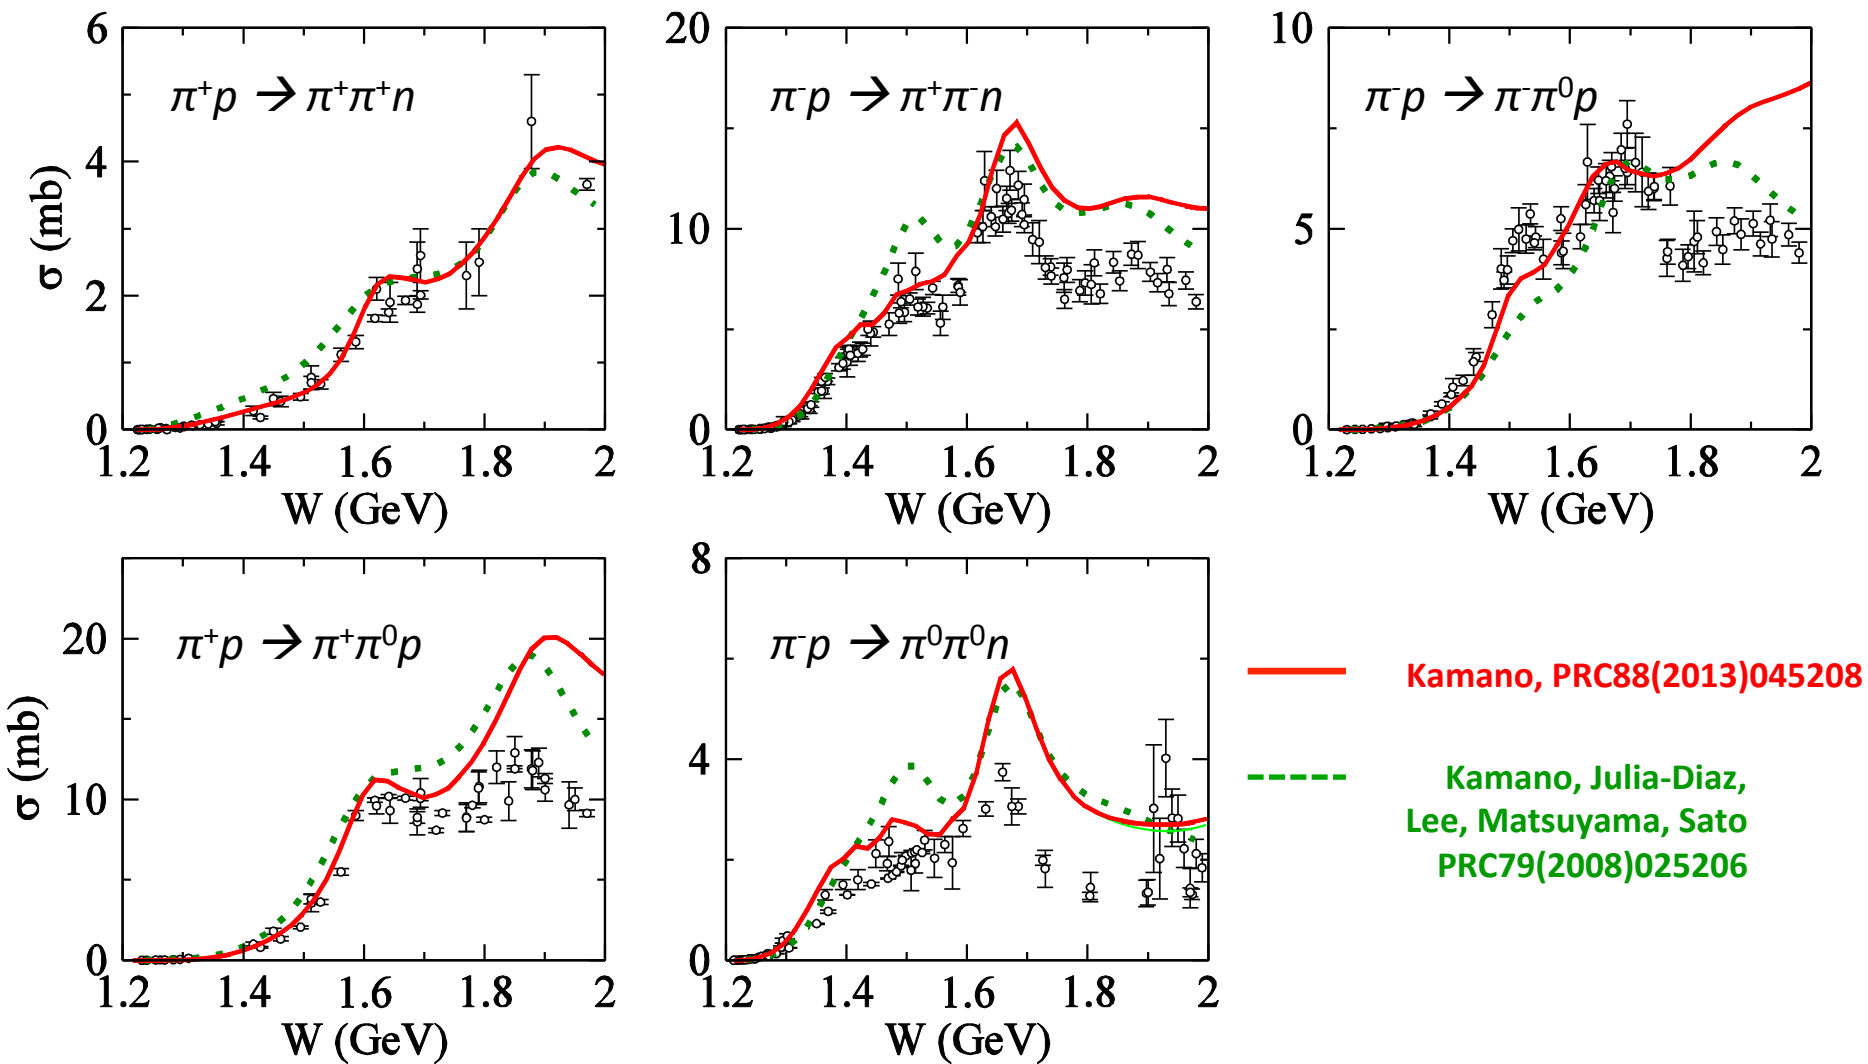 6
4
2
0
σ (mb)
π⁺p → π⁺π⁺n
1.2 1.4 1.6 1.8 2
W (GeV)
20
10
0
π⁻p → π⁺π⁻n
1.2 1.4 1.6 1.8 2
W (GeV)
10
5
0
π⁻p → π⁻π⁰p
1.2 1.4 1.6 1.8 2
W (GeV)
20
10
0
σ (mb)
π⁺p → π⁺π⁰p
1.2 1.4 1.6 1.8 2
W (GeV)
8
4
0
π⁻p → π⁰π⁰n
1.2 1.4 1.6 1.8 2
W (GeV)
Kamano, PRC88(2013)045208
Kamano, Julia-Diaz,
Lee, Matsuyama, Sato
PRC79(2008)025206